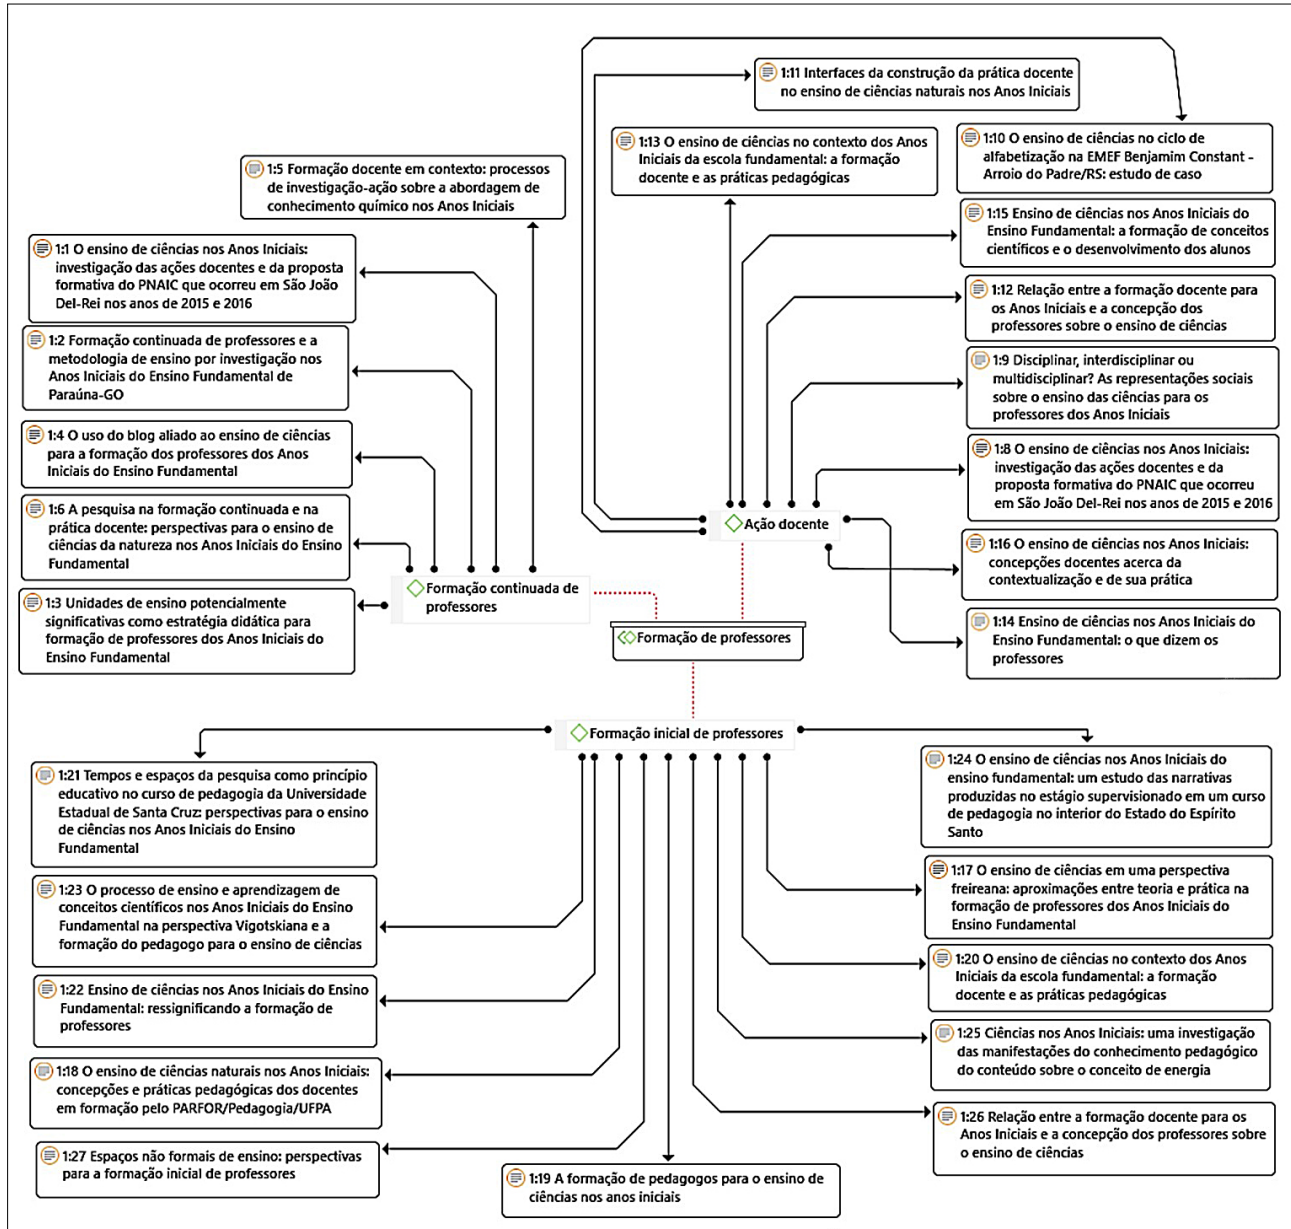 1:11 Interfaces da construção da prática docente
no ensino de ciências naturais nos Anos Iniciais
1:13 O ensino de ciências no contexto dos Anos
Iniciais da escola fundamental: a formação
docente e as práticas pedagógicas
1:10 O ensino de ciências no ciclo de
alfabetização na EMEF Benjamim Constant -
Arroio do Padre/RS: estudo de caso
1:5 Formação docente em contexto: processos
de investigação-ação sobre a abordagem de
conhecimento químico nos Anos Iniciais
1:15 Ensino de ciências nos Anos Iniciais do
Ensino Fundamental: a formação de conceitos
científicos e o desenvolvimento dos alunos
1:1 O ensino de ciências nos Anos Iniciais:
investigação das ações docentes e da proposta
formativa do PNAIC que ocorreu em São João
Del-Rei nos anos de 2015 e 2016
1:12 Relação entre a formação docente para
os Anos Iniciais e a concepção dos
professores sobre o ensino de ciências
1:2 Formação continuada de professores e a
metodologia de ensino por investigação nos
Anos Iniciais do Ensino Fundamental de
Paraúna-GO
1:9 Disciplinar, interdisciplinar ou
multidisciplinar? As representações sociais
sobre o ensino das ciências para os
professores dos Anos Iniciais
1:4 O uso do blog aliado ao ensino de ciências
para a formação dos professores dos Anos
Iniciais do Ensino Fundamental
1:8 O ensino de ciências nos Anos Iniciais:
investigação das ações docentes e da
proposta formativa do PNAIC que ocorreu
em São João Del-Rei nos anos de 2015 e 2016
1:6 A pesquisa na formação continuada e na
prática docente: perspectivas para o ensino de
ciências da natureza nos Anos Iniciais do Ensino
Fundamental
Ação docente
1:16 O ensino de ciências nos Anos Iniciais:
concepções docentes acerca da
contextualização e de sua prática
Formação continuada de
professores
1:3 Unidades de ensino potencialmente
significativas como estratégia didática para
formação de professores dos Anos Iniciais do
Ensino Fundamental
Formação de professores
1:14 Ensino de ciências nos Anos Iniciais do
Ensino Fundamental: o que dizem os
professores
Formação inicial de professores
1:21 Tempos e espaços da pesquisa como princípio
educativo no curso de pedagogia da Universidade
Estadual de Santa Cruz: perspectivas para o ensino
de ciências nos Anos Iniciais do Ensino
Fundamental
1:24 O ensino de ciências nos Anos Iniciais do
ensino fundamental: um estudo das narrativas
produzidas no estágio supervisionado em um curso
de pedagogia no interior do Estado do Espírito
Santo
1:23 O processo de ensino e aprendizagem de
conceitos científicos nos Anos Iniciais do Ensino
Fundamental na perspectiva Vigotskiana e a
formação do pedagogo para o ensino de ciências
1:17 O ensino de ciências em uma perspectiva
freireana: aproximações entre teoria e prática na
formação de professores dos Anos Iniciais do
Ensino Fundamental
1:22 Ensino de ciências nos Anos Iniciais do Ensino
Fundamental: ressignificando a formação de
professores
1:20 O ensino de ciências no contexto dos Anos
Iniciais da escola fundamental: a formação
docente e as práticas pedagógicas
1:18 O ensino de ciências naturais nos Anos Iniciais:
concepções e práticas pedagógicas dos docentes
em formação pelo PARFOR/Pedagogia/UFPA
1:25 Ciências nos Anos Iniciais: uma investigação
das manifestações do conhecimento pedagógico
do conteúdo sobre o conceito de energia
1:27 Espaços não formais de ensino: perspectivas
para a formação inicial de professores
1:26 Relação entre a formação docente para os
Anos Iniciais e a concepção dos professores sobre
o ensino de ciências
1:19 A formação de pedagogos para o ensino de
ciências nos anos iniciais